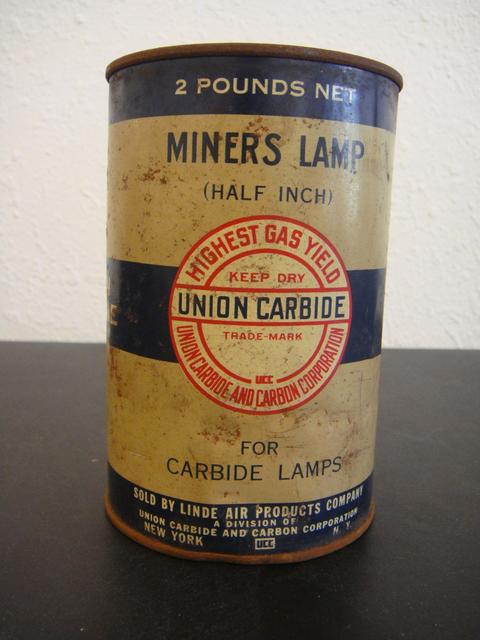 2 POUNDS NET
MINERS LAMP
(HALF INCH)
HIGHEST GAS YIELD
KEEP DRY
UNION CARBIDE
TRADE-MARK
UCC
UNION CARBIDE AND CARBON CORPORATION
FOR
CARBIDE LAMPS
SOLD BY LINDE AIR PRODUCTS COMPANY
A DIVISION OF
UNION CARBIDE AND CARBON CORPORATION
NEW YORK UCC N. Y.